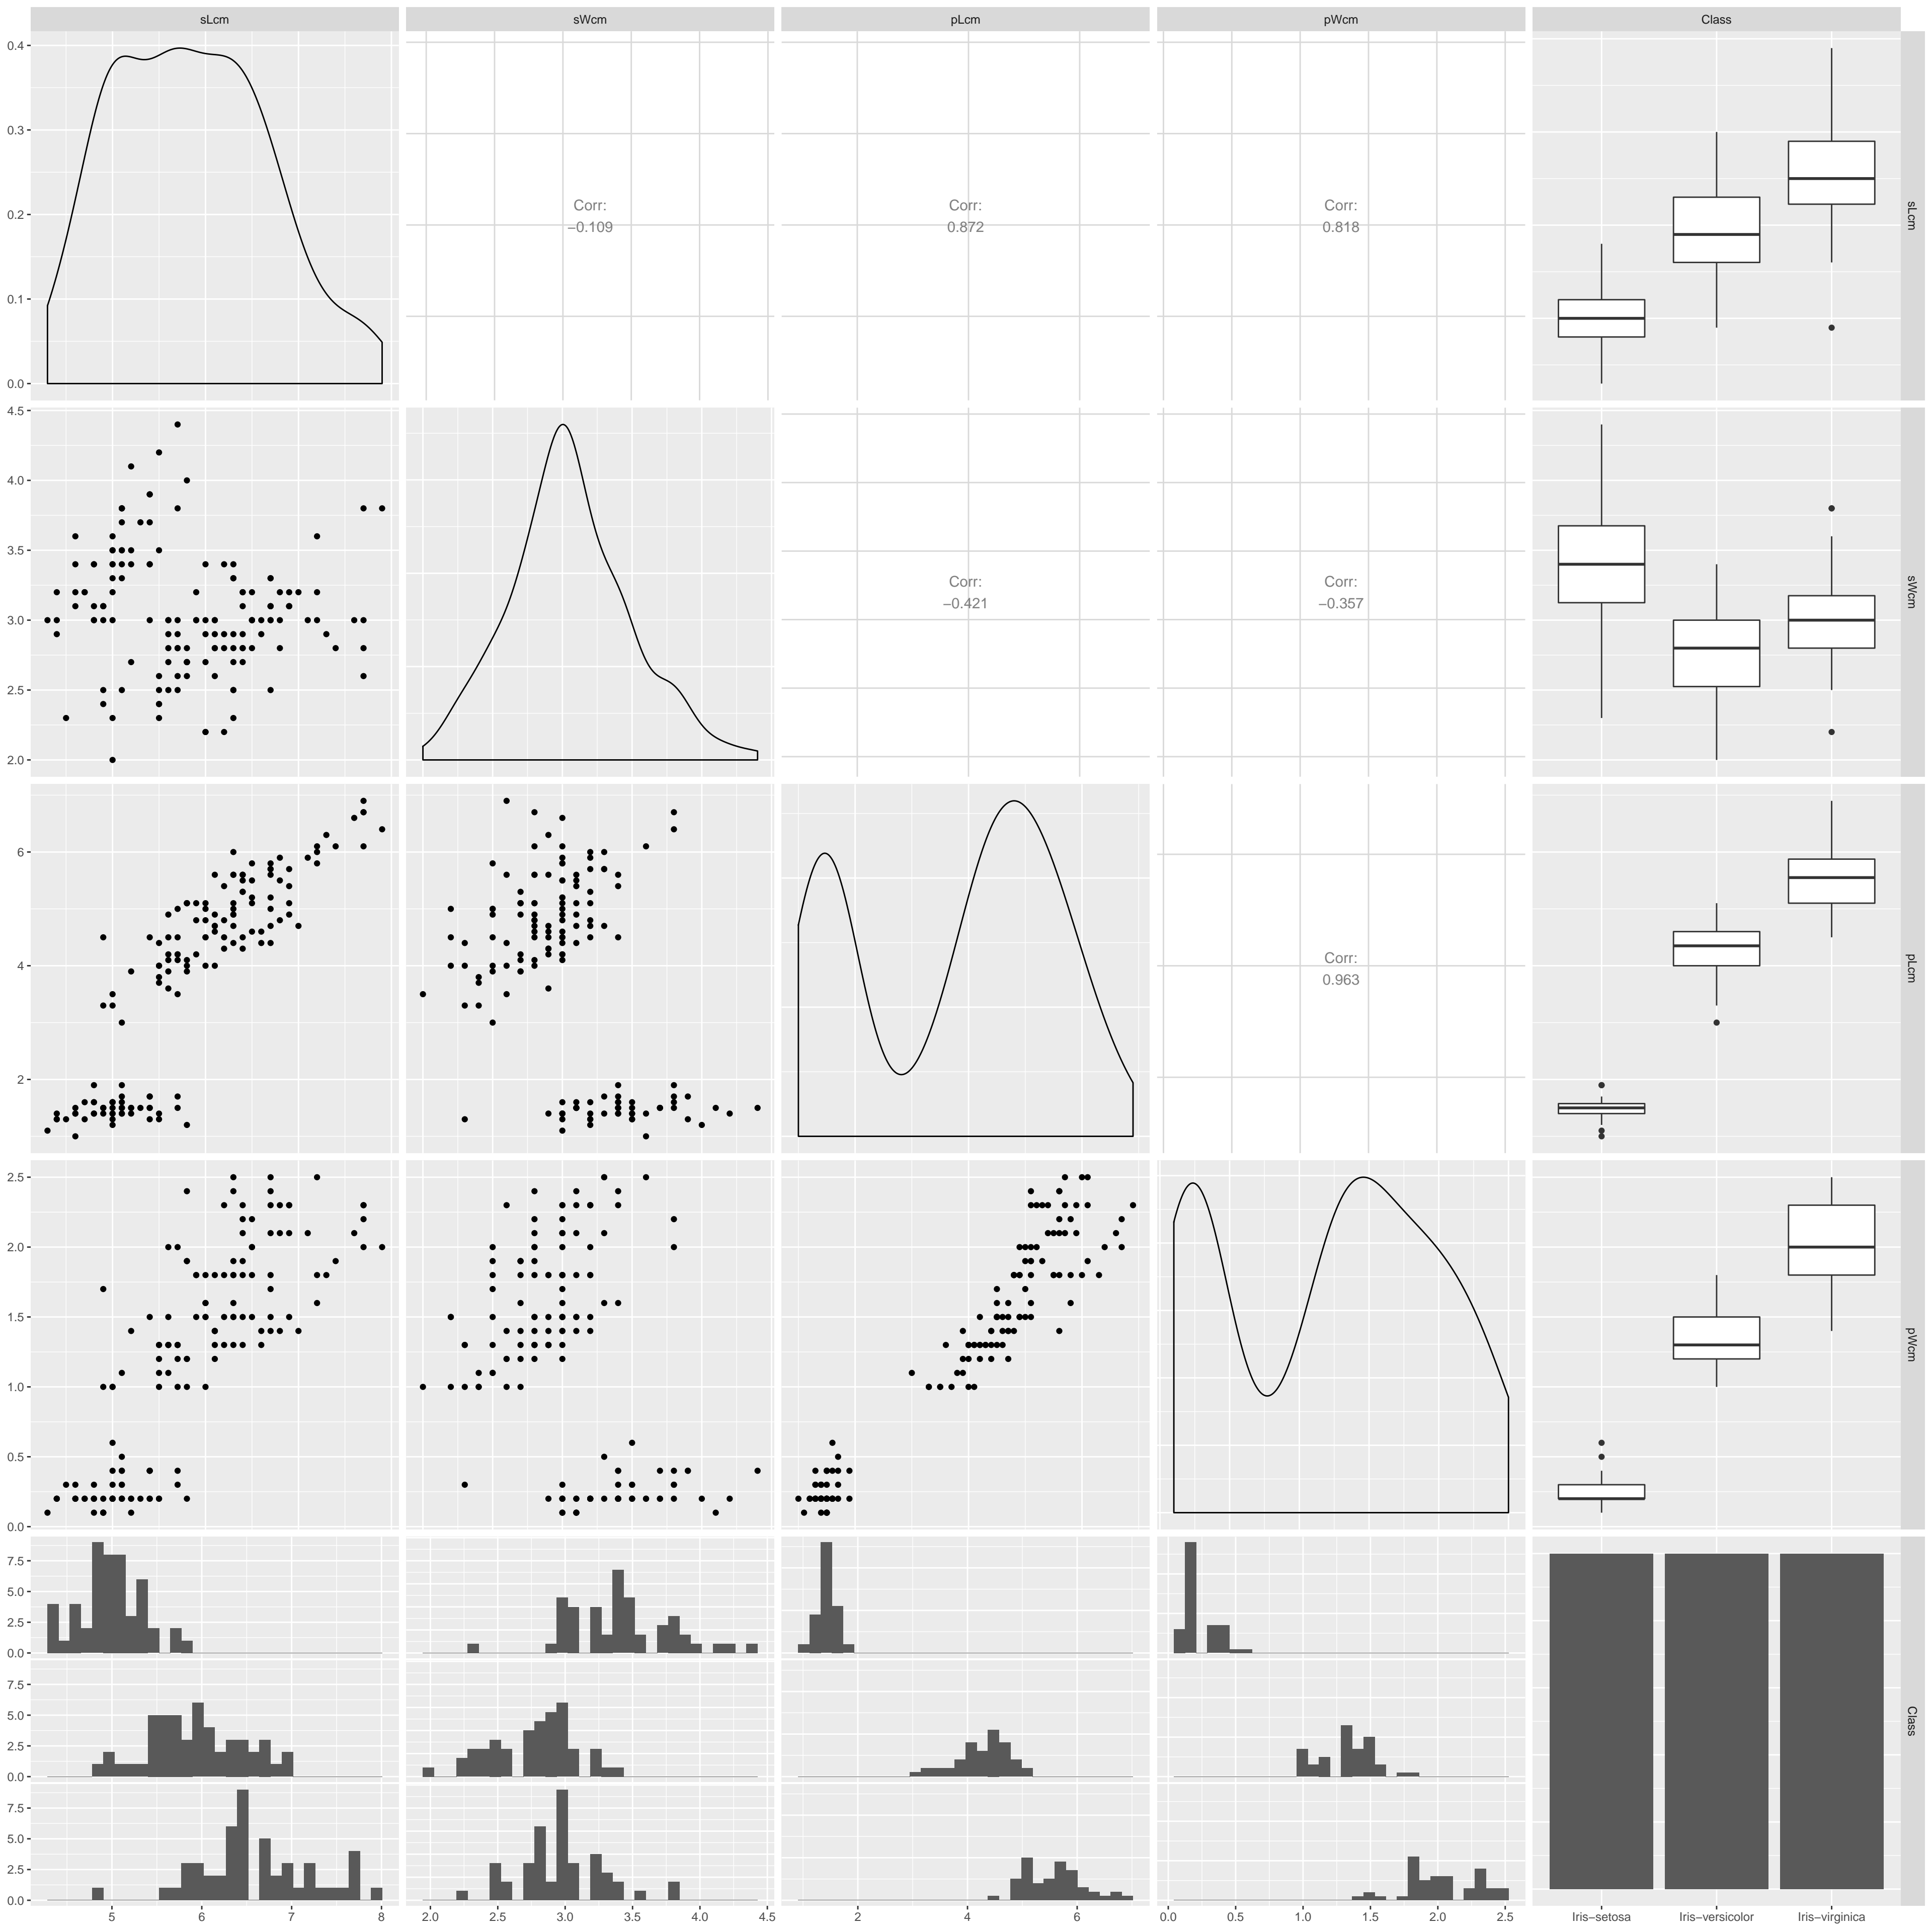 sLcm sWcm pLcm pWcm Class
0.4
0.3
0.2
0.1
0.0
Corr:
−0.109
Corr:
0.872
Corr:
0.818
sLcm
4.5
4.0
3.5
3.0
2.5
2.0
Corr:
−0.421
Corr:
−0.357
sWcm
6
4
2
Corr:
0.963
pLcm
2.5
2.0
1.5
1.0
0.5
0.0
pWcm
7.5
5.0
2.5
0.0
7.5
5.0
2.5
0.0
7.5
5.0
2.5
0.0
Class
5 6 7 8
2.0 2.5 3.0 3.5 4.0 4.5
2 4 6
0.0 0.5 1.0 1.5 2.0 2.5
Iris−setosa Iris−versicolor Iris−virginica